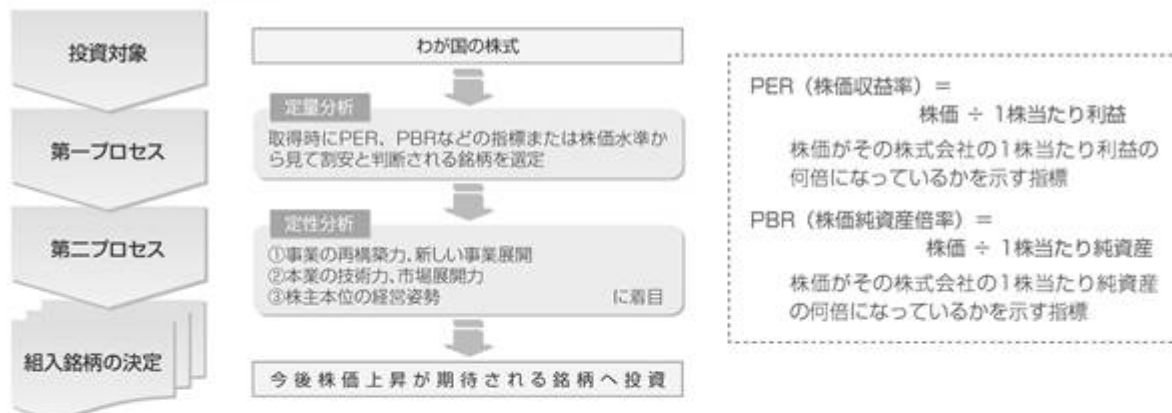 投資対象
第一プロセス
第二プロセス
組入銘柄の決定
わが国の株式
定量分析
取得時にPER、PBRなどの指標または株価水準か
ら見て割安と判断される銘柄を選定
定性分析
①事業の再構築力、新しい事業展開
②本業の技術力、市場展開力
③株主本位の経営姿勢 に着目
今後株価上昇が期待される銘柄へ投資
PER（株価収益率）＝
株価 ÷ 1株当たり利益
株価がその株式会社の1株当たり利益の
何倍になっているかを示す指標
PBR（株価純資産倍率）＝
株価 ÷ 1株当たり純資産
株価がその株式会社の1株当たり純資産
の何倍になっているかを示す指標